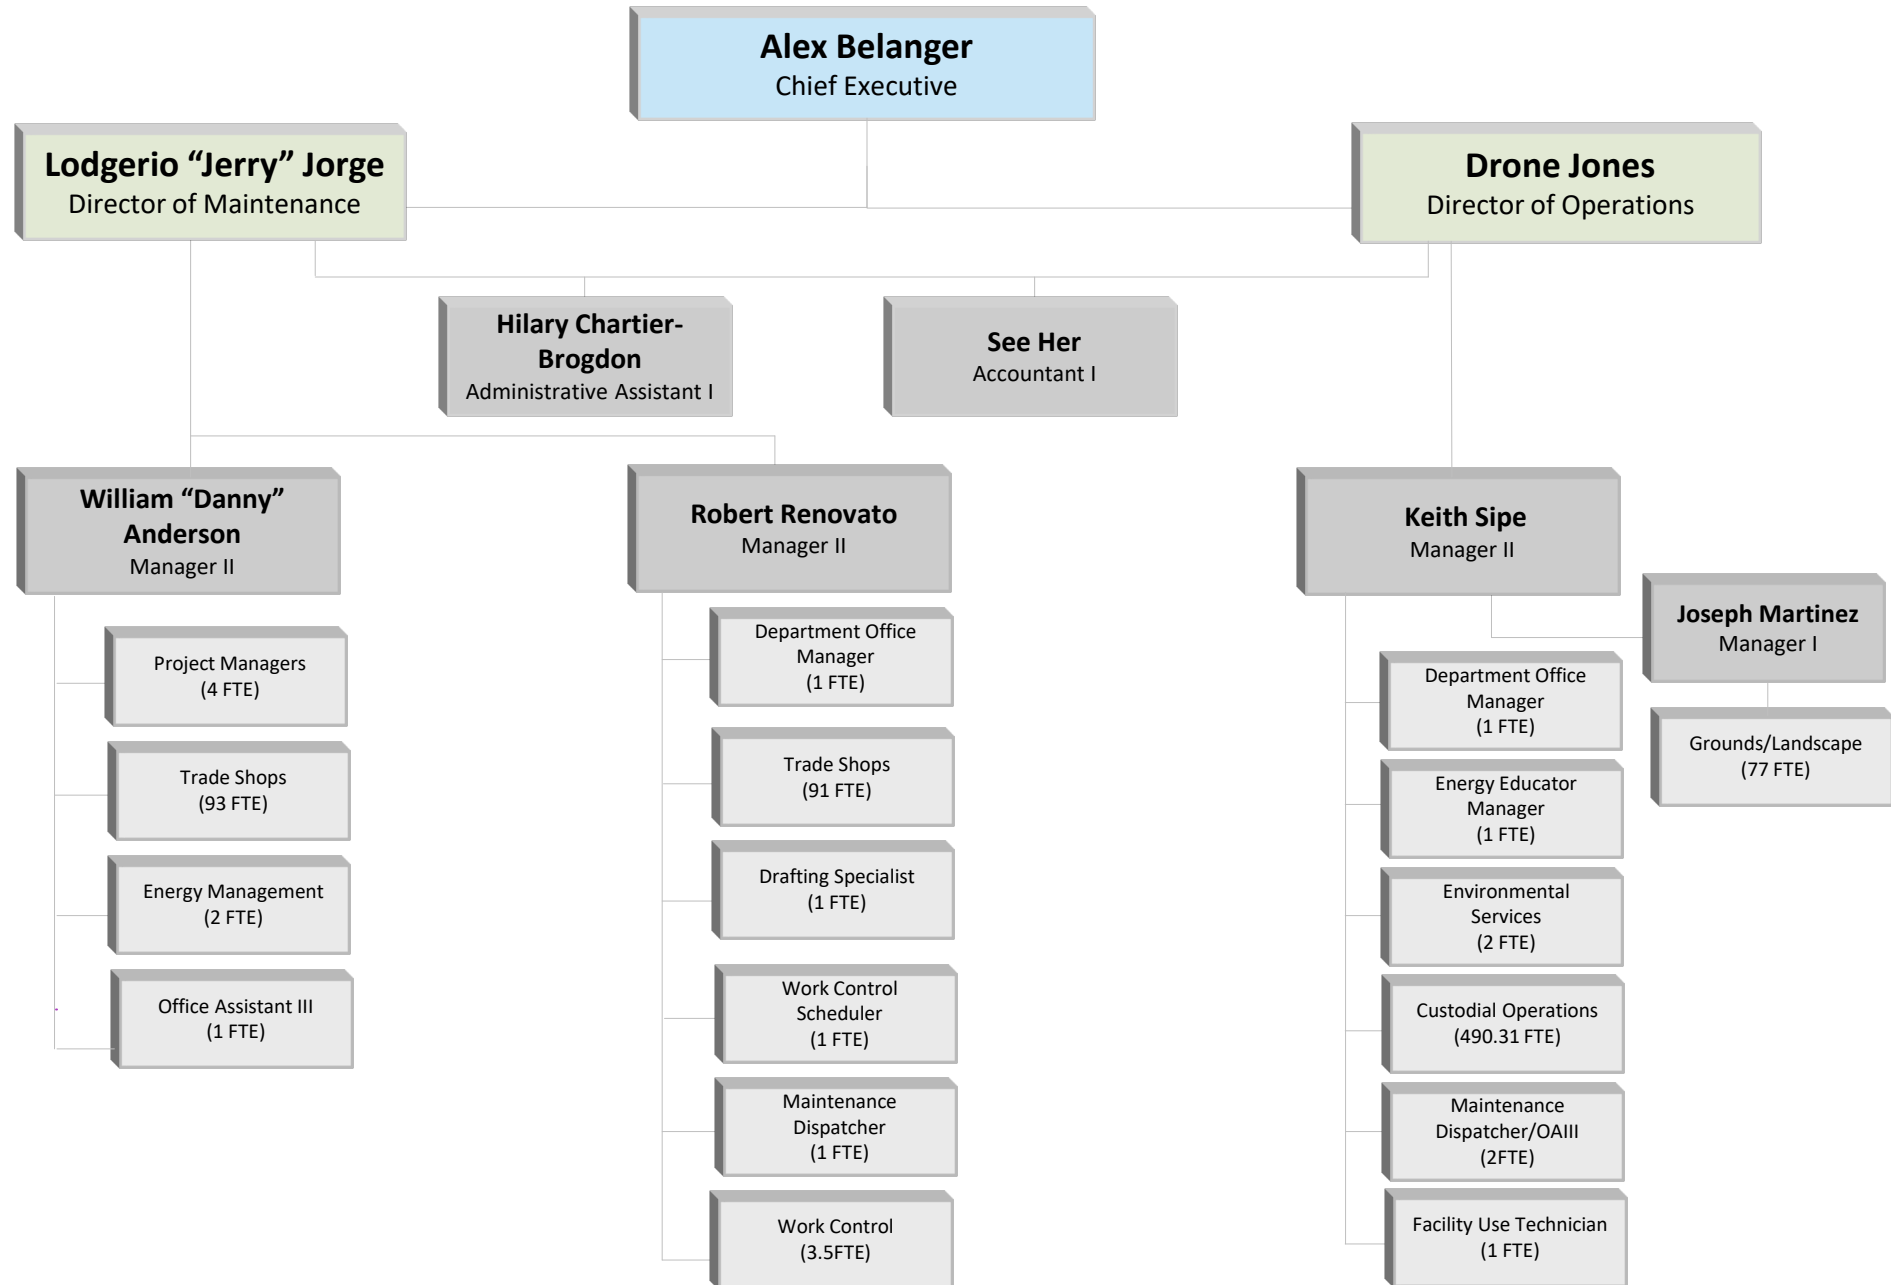 Alex Belanger
Chief Executive
Lodgerio “Jerry” Jorge
Director of Maintenance
Drone Jones
Director of Operations
Hilary Chartier-
Brogdon
Administrative Assistant I
See Her
Accountant I
William “Danny”
Anderson
Manager II
Project Managers
(4 FTE)
Trade Shops
(93 FTE)
Energy Management
(2 FTE)
Office Assistant III
(1 FTE)
Robert Renovato
Manager II
Department Office
Manager
(1 FTE)
Trade Shops
(91 FTE)
Drafting Specialist
(1 FTE)
Work Control
Scheduler
(1 FTE)
Maintenance
Dispatcher
(1 FTE)
Work Control
(3.5FTE)
Keith Sipe
Manager II
Department Office
Manager
(1 FTE)
Energy Educator
Manager
(1 FTE)
Environmental
Services
(2 FTE)
Custodial Operations
(490.31 FTE)
Maintenance
Dispatcher/OAIII
(2FTE)
Facility Use Technician
(1 FTE)
Joseph Martinez
Manager I
Grounds/Landscape
(77 FTE)